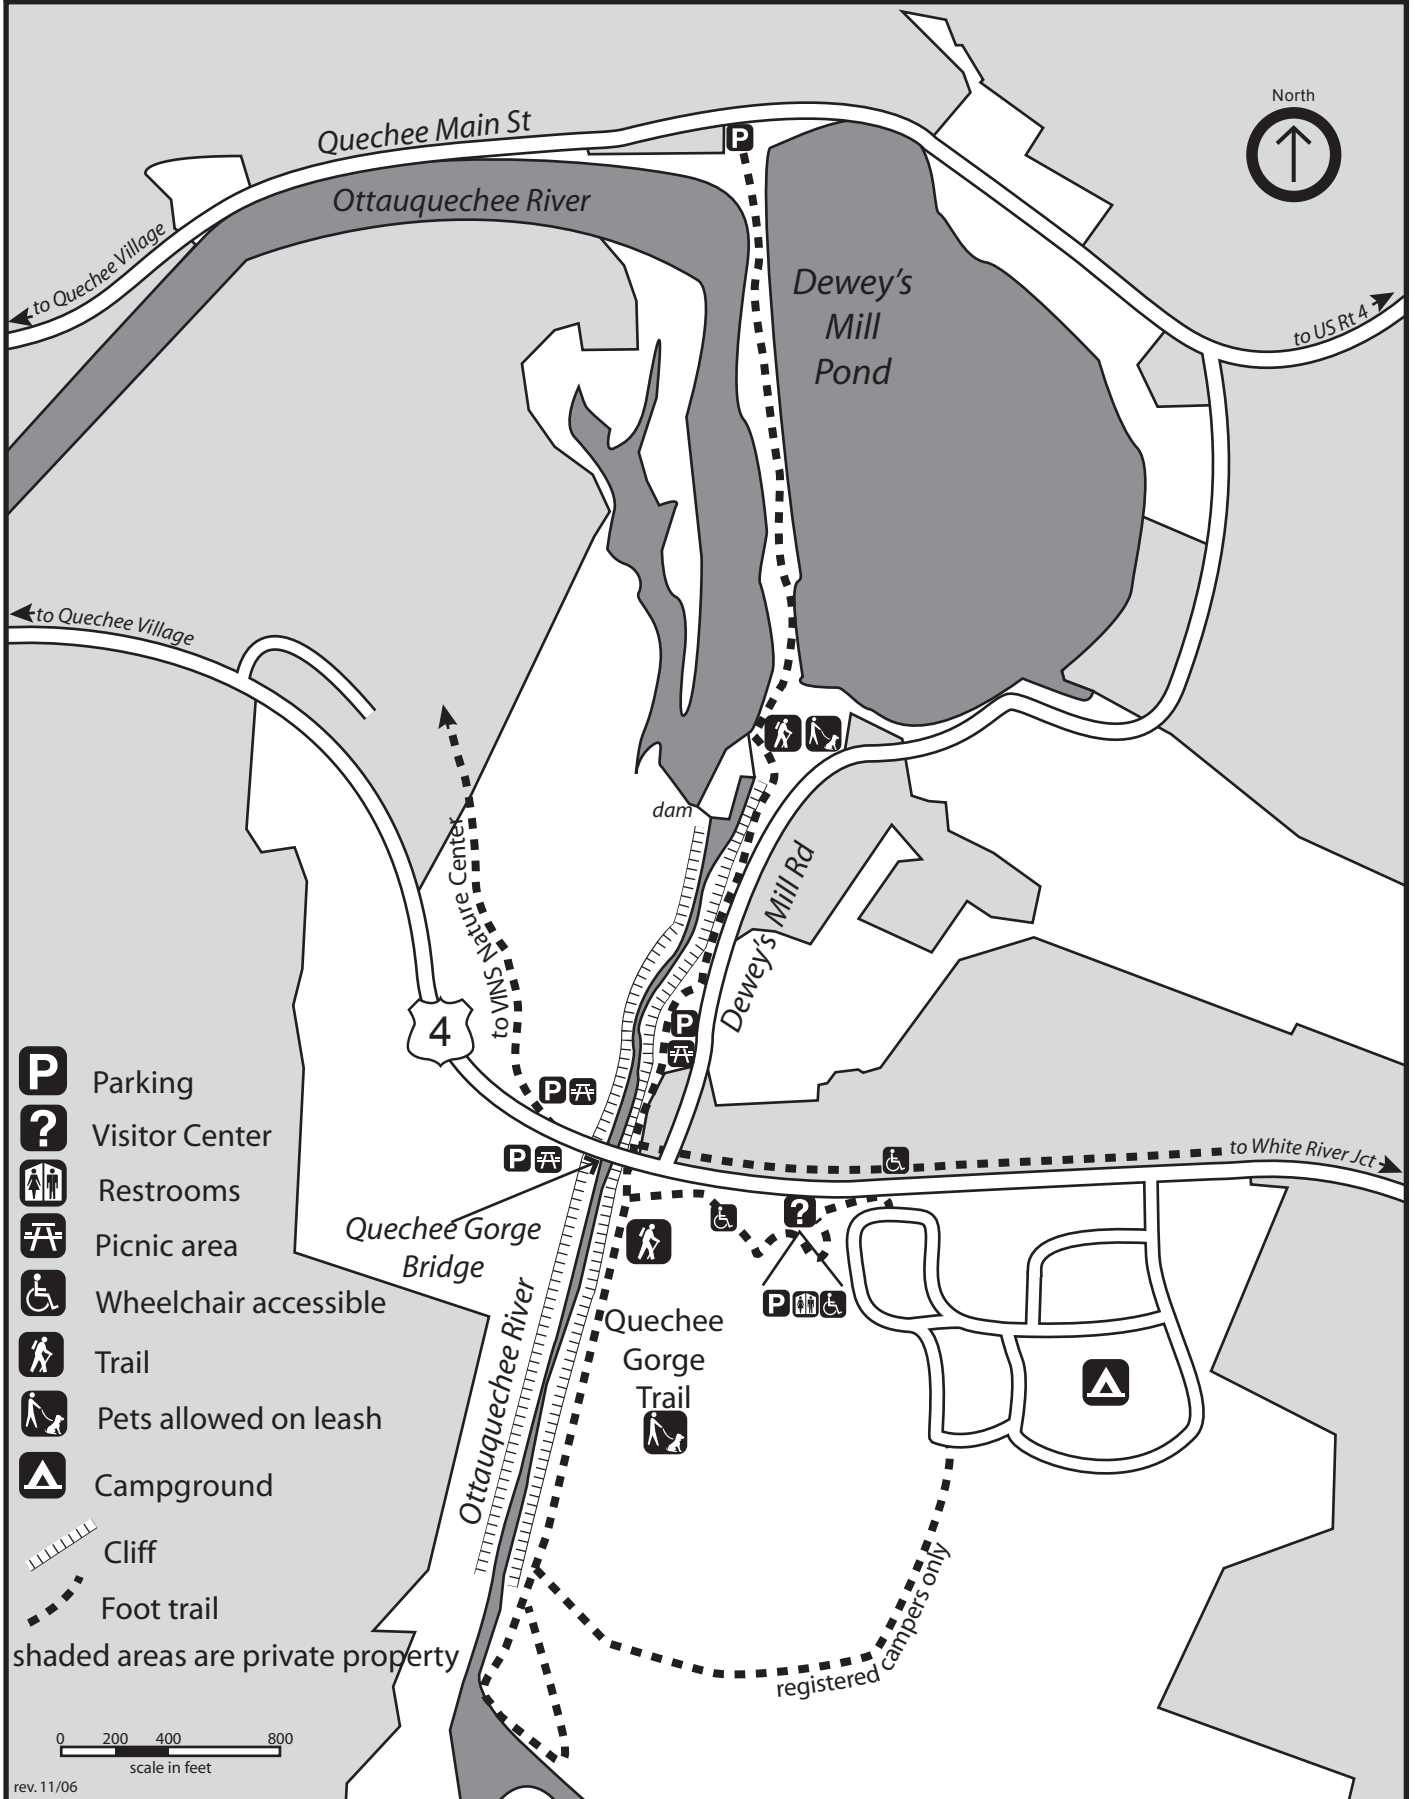 North
Quechee Main St
Ottauquechee River
to Quechee Village
Dewey's
Mill
Pond
to US Rt 4
to Quechee Village
dam
to VINS Nature Center
Dewey's Mill Rd
4
P
P
P
P
to White River Jct
?
P
Quechee Gorge
Bridge
Ottauquechee River
Quechee
Gorge
Trail
registered campers only
P Parking
? Visitor Center
Restrooms
Picnic area
Wheelchair accessible
Trail
Pets allowed on leash
Campground
Cliff
Foot trail
shaded areas are private property
0 200 400 800
scale in feet
rev. 11/06